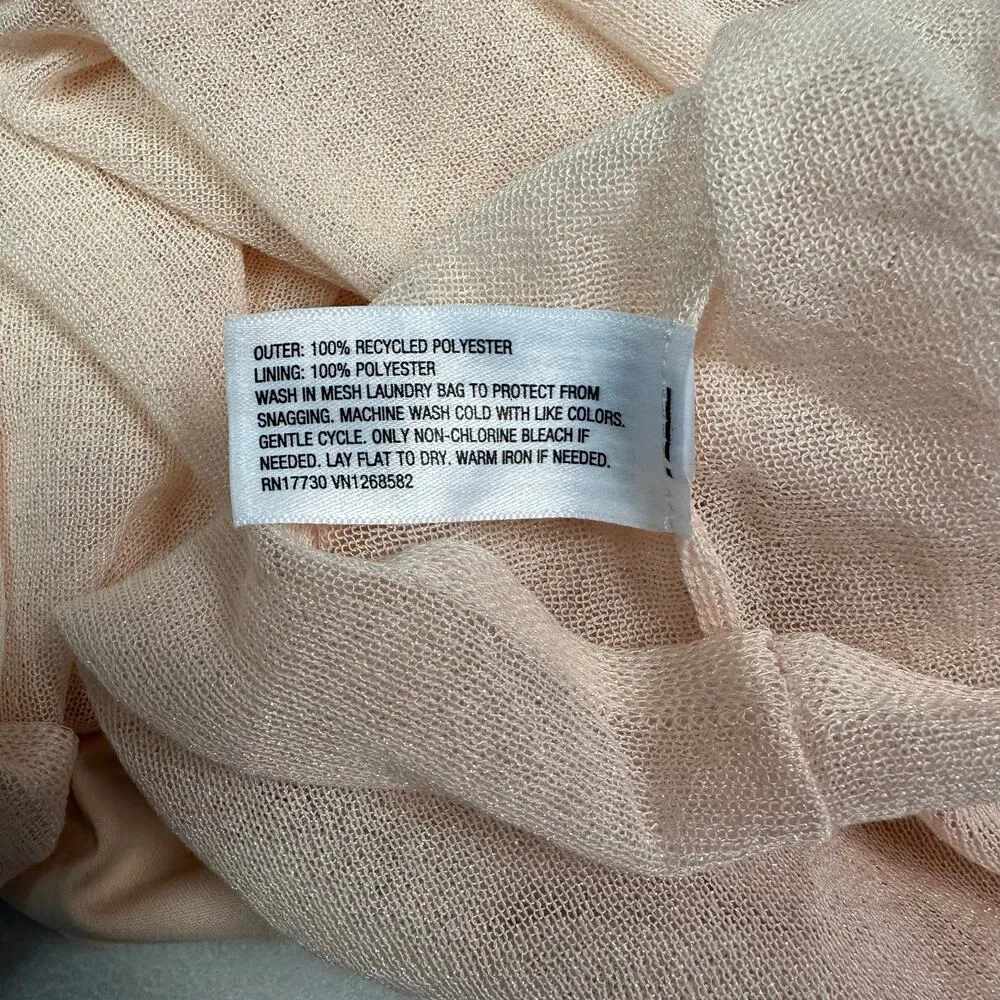 OUTER: 100% RECYCLED POLYESTER
LINING: 100% POLYESTER
WASH IN MESH LAUNDRY BAG TO PROTECT FROM
SNAGGING. MACHINE WASH COLD WITH LIKE COLORS.
GENTLE CYCLE. ONLY NON-CHLORINE BLEACH IF
NEEDED. LAY FLAT TO DRY. WARM IRON IF NEEDED.
RN17730 VN1268582